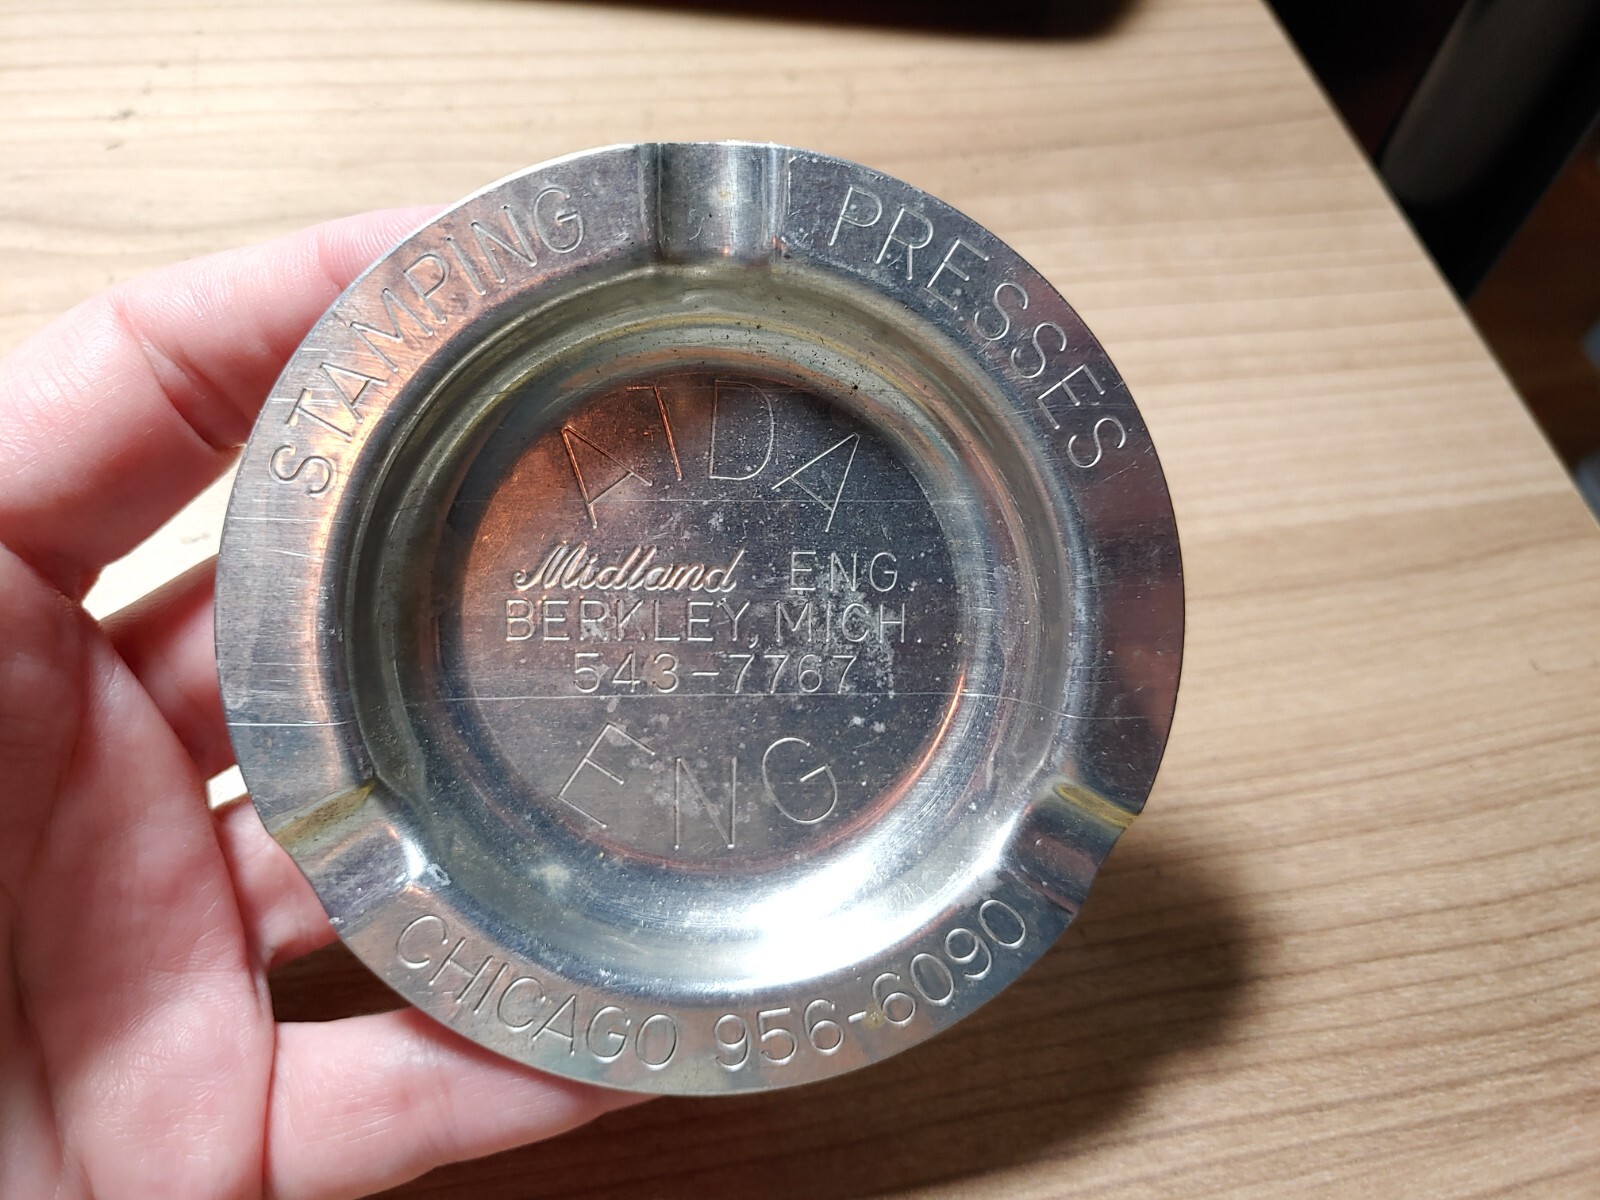 STAMPING PRESSES
AIDA
Midland ENG.
BERKLEY, MICH.
543-7767
ENG
CHICAGO 956-6090